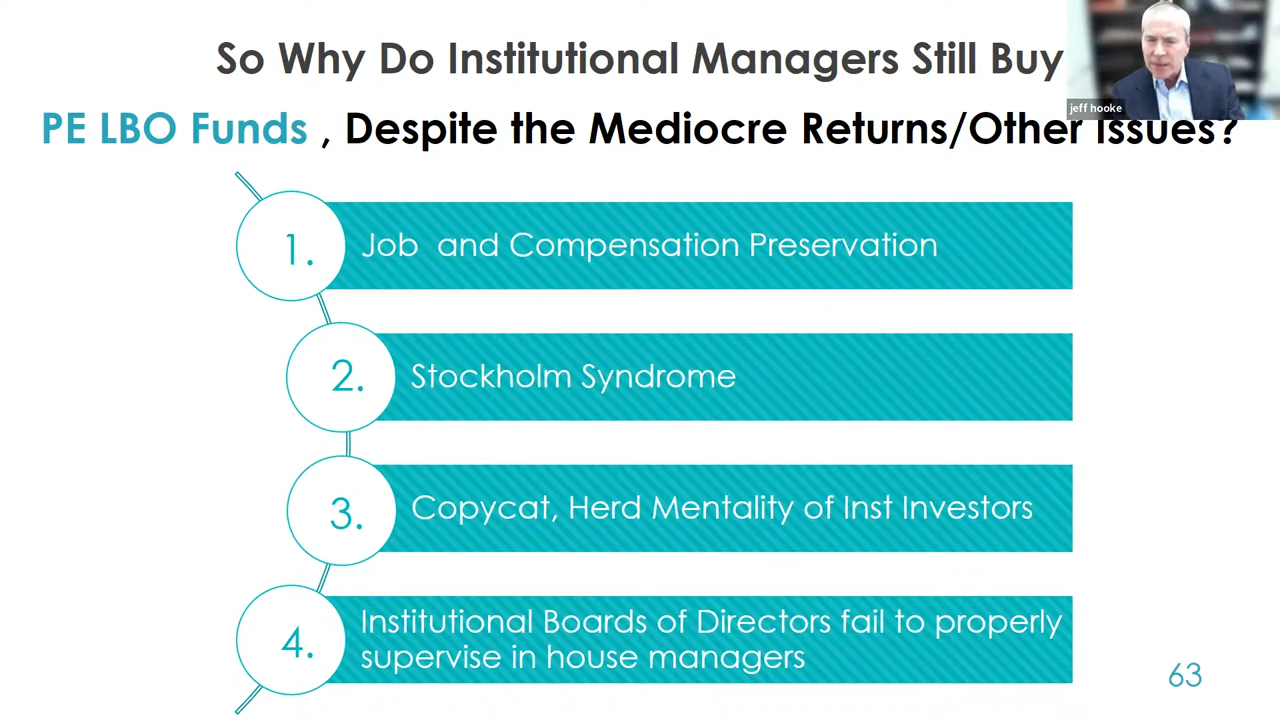 So Why Do Institutional Managers Still Buy
PE LBO Funds , Despite the Mediocre Returns/Other Issues?
jeff hooke
1. Job and Compensation Preservation
2. Stockholm Syndrome
3. Copycat, Herd Mentality of Inst Investors
4. Institutional Boards of Directors fail to properly
supervise in house managers
63